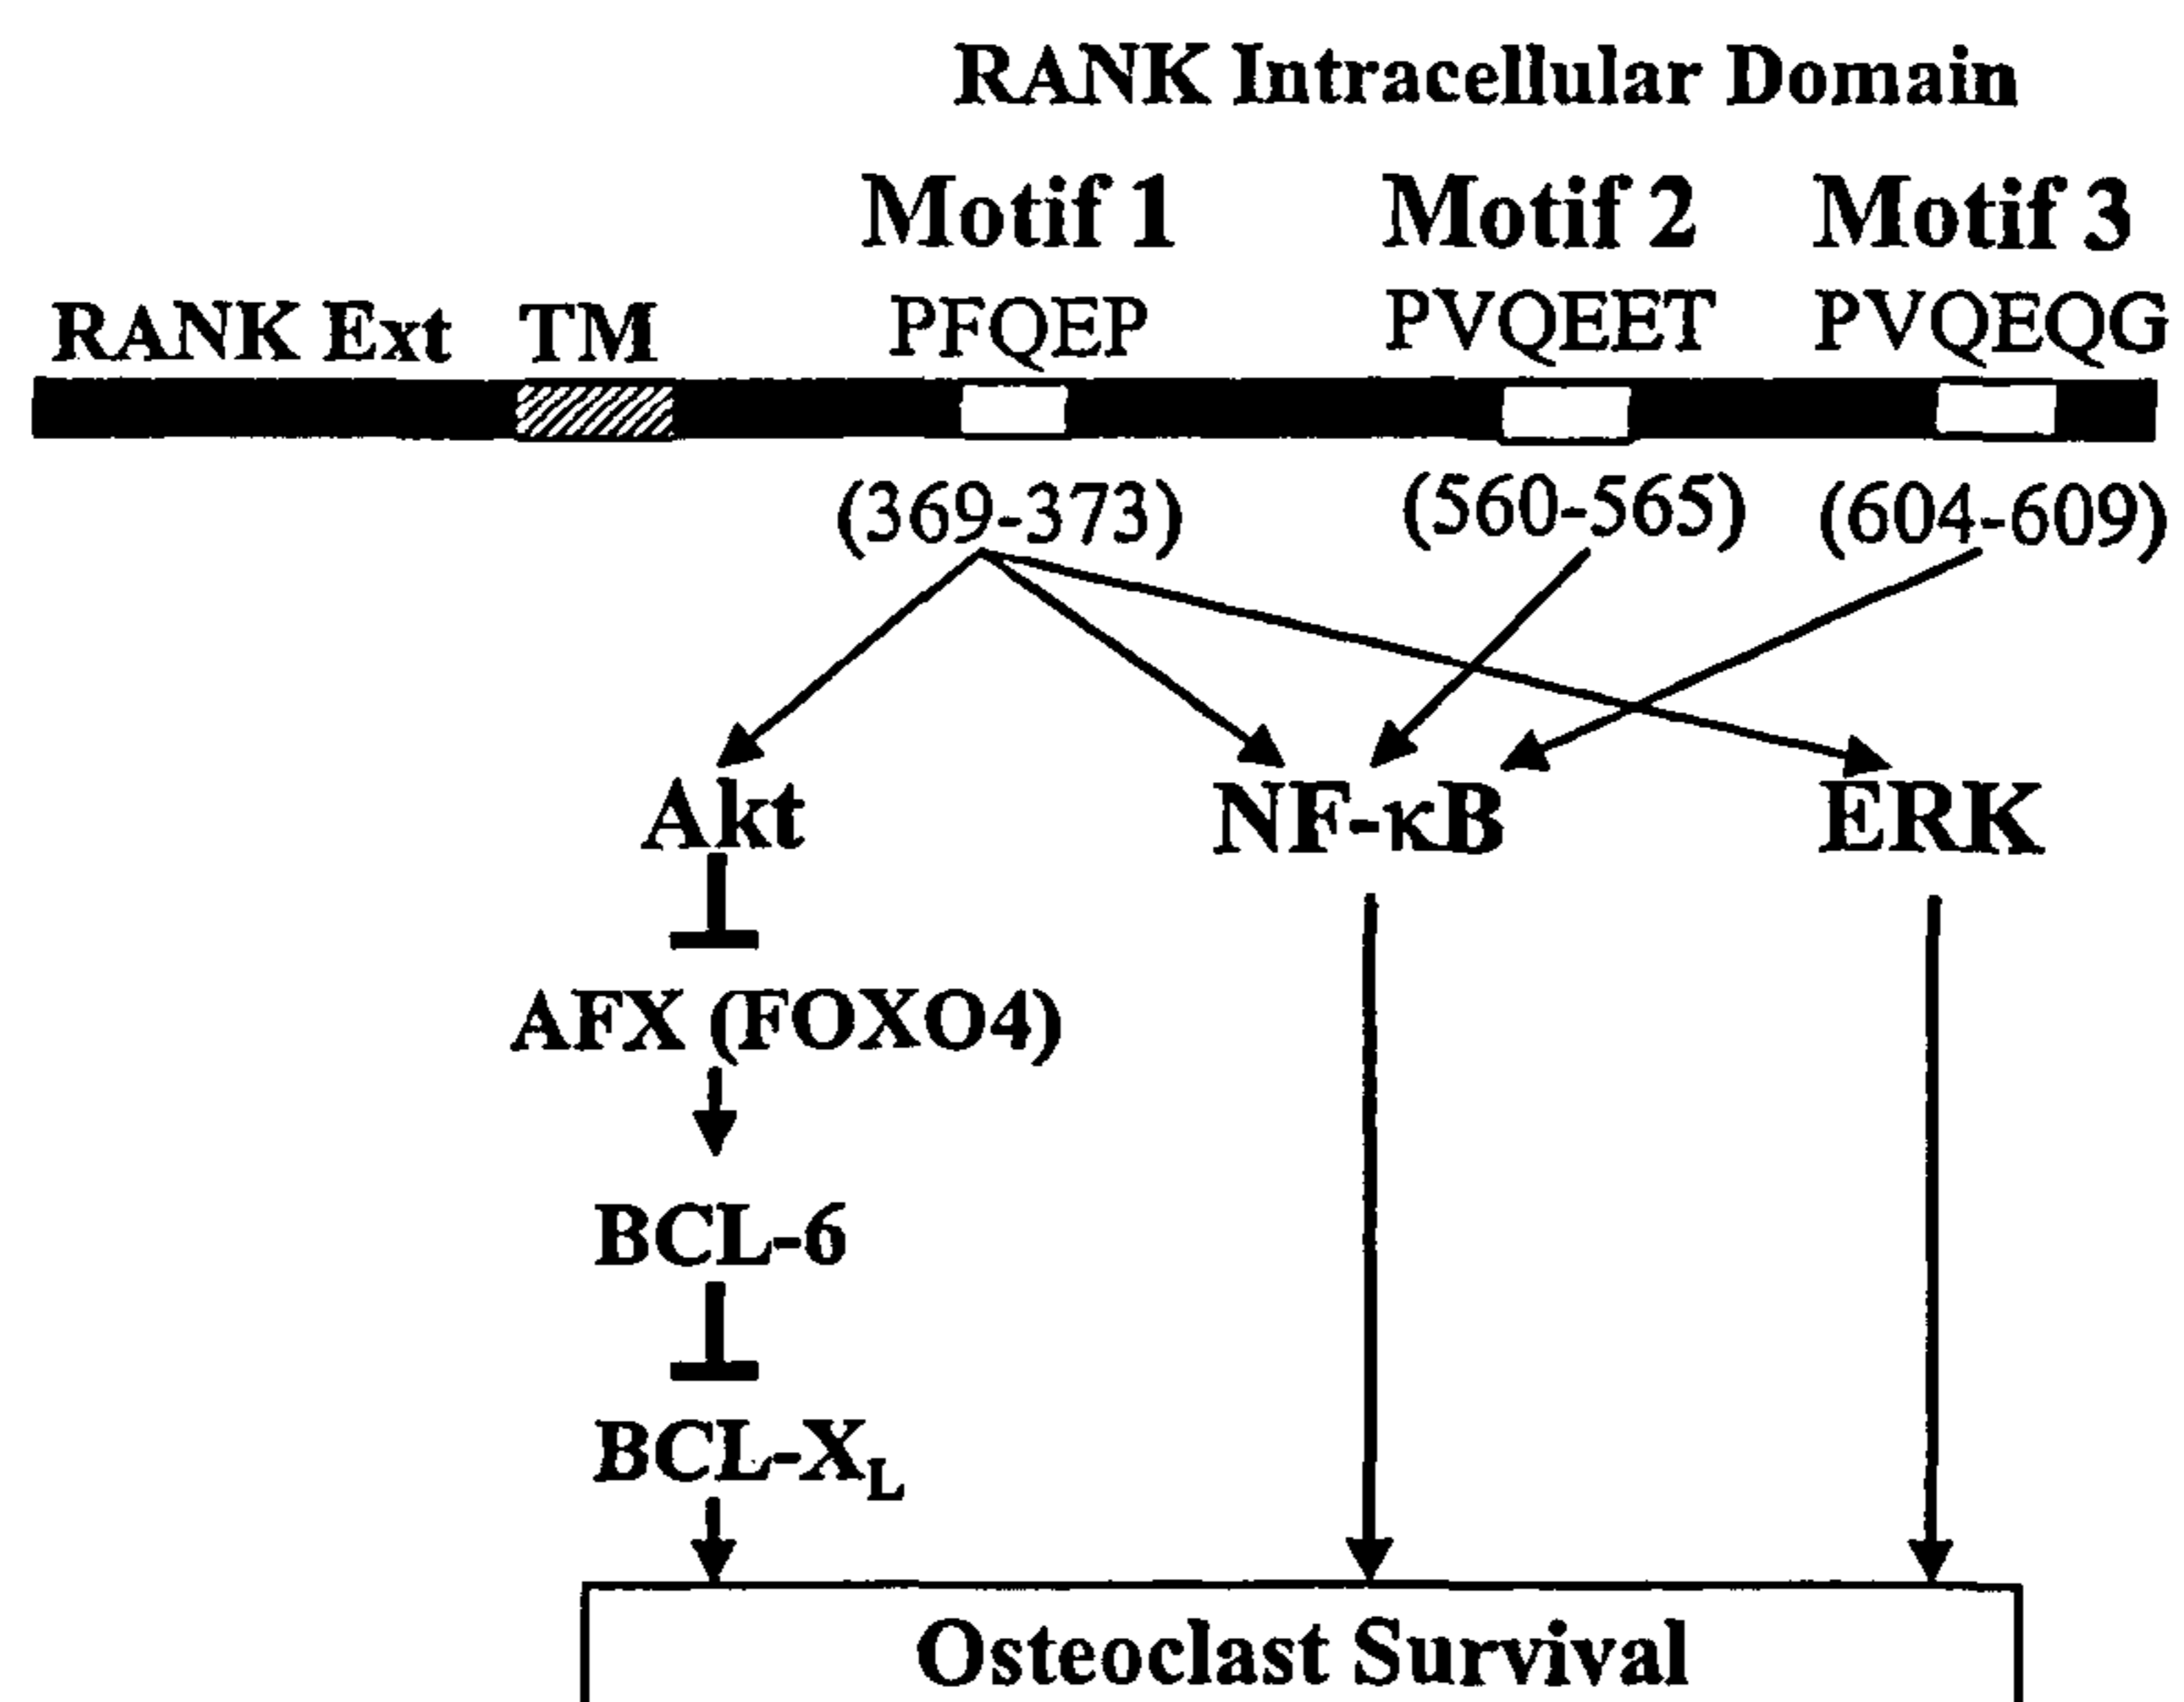 RANK Intracellular Domain
Motif 1 Motif 2 Motif 3
RANK Ext TM PFQEP PVQEET PVQEQG
(369-373) (560-565) (604-609)
Akt NF-κB ERK
AFX (FOXO4)
BCL-6
BCL-X_L
Osteoclast Survival